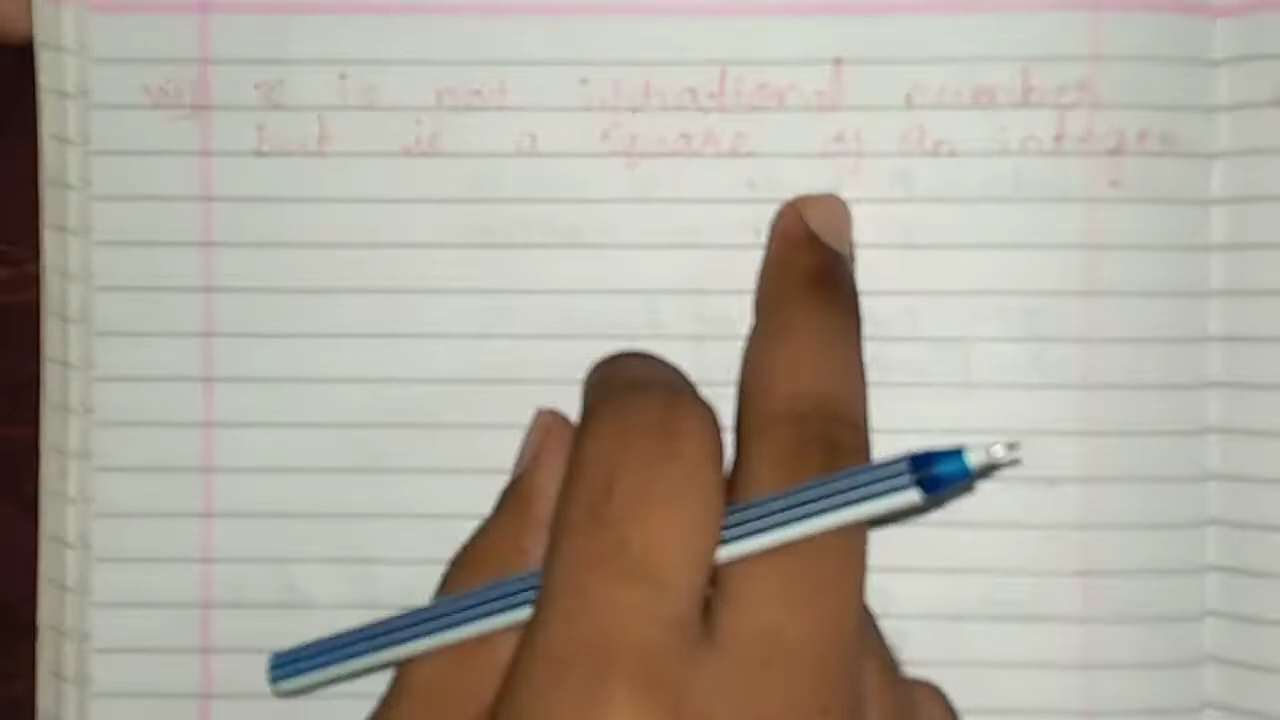 x is not irrational number
but is a square of an integer